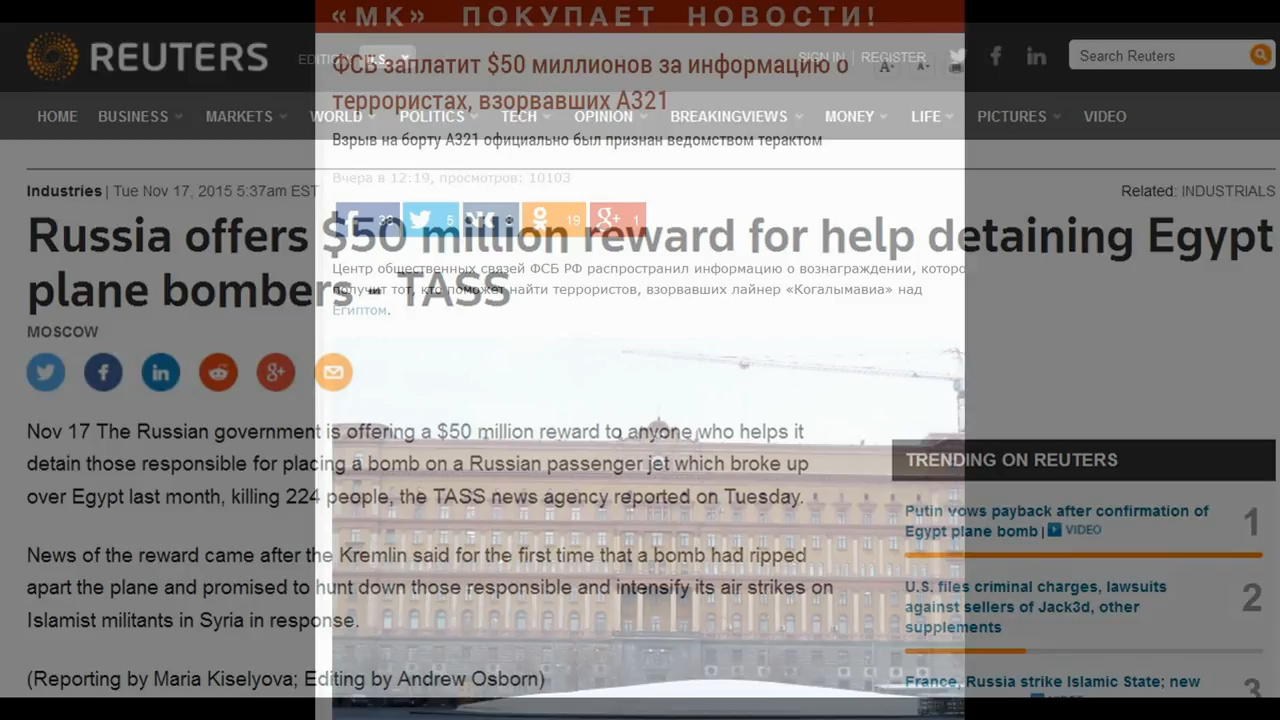 «МК» ПОКУПАЕТ НОВОСТИ!
REUTERS
EDITION
U.S.
SIGN IN | REGISTER
Search Reuters
ФСБ заплатит $50 миллионов за информацию о
террористах, взорвавших А321
HOME BUSINESS MARKETS WORLD POLITICS TECH OPINION BREAKINGVIEWS MONEY LIFE PICTURES VIDEO
Взрыв на борту А321 официально был признан ведомством терактом
Вчера в 12:19, просмотров: 10103
Industries | Tue Nov 17, 2015 5:37am EST
Related: INDUSTRIALS
5 19 g+ 1
Russia offers $50 million reward for help detaining Egypt
plane bombers - TASS
Центр общественных связей ФСБ РФ распространил информацию о вознаграждении, которо
получит тот, кто поможет найти террористов, взорвавших лайнер «Когалымавиа» над
Египтом.
MOSCOW
Nov 17 The Russian government is offering a $50 million reward to anyone who helps it
detain those responsible for placing a bomb on a Russian passenger jet which broke up
over Egypt last month, killing 224 people, the TASS news agency reported on Tuesday.
News of the reward came after the Kremlin said for the first time that a bomb had ripped
apart the plane and promised to hunt down those responsible and intensify its air strikes on
Islamist militants in Syria in response.
(Reporting by Maria Kiselyova; Editing by Andrew Osborn)
TRENDING ON REUTERS
Putin vows payback after confirmation of
Egypt plane bomb | VIDEO
1
U.S. files criminal charges, lawsuits
against sellers of Jack3d, other
supplements
2
France, Russia strike Islamic State; new
3